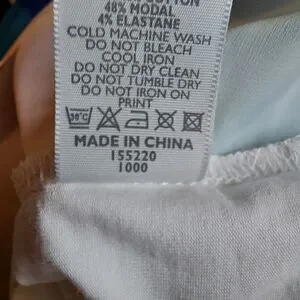 48% MODAL
4% ELASTANE
COLD MACHINE WASH
DO NOT BLEACH
COOL IRON
DO NOT DRY CLEAN
DO NOT TUMBLE DRY
DO NOT IRON ON
PRINT
30°C
MADE IN CHINA
155220
1000